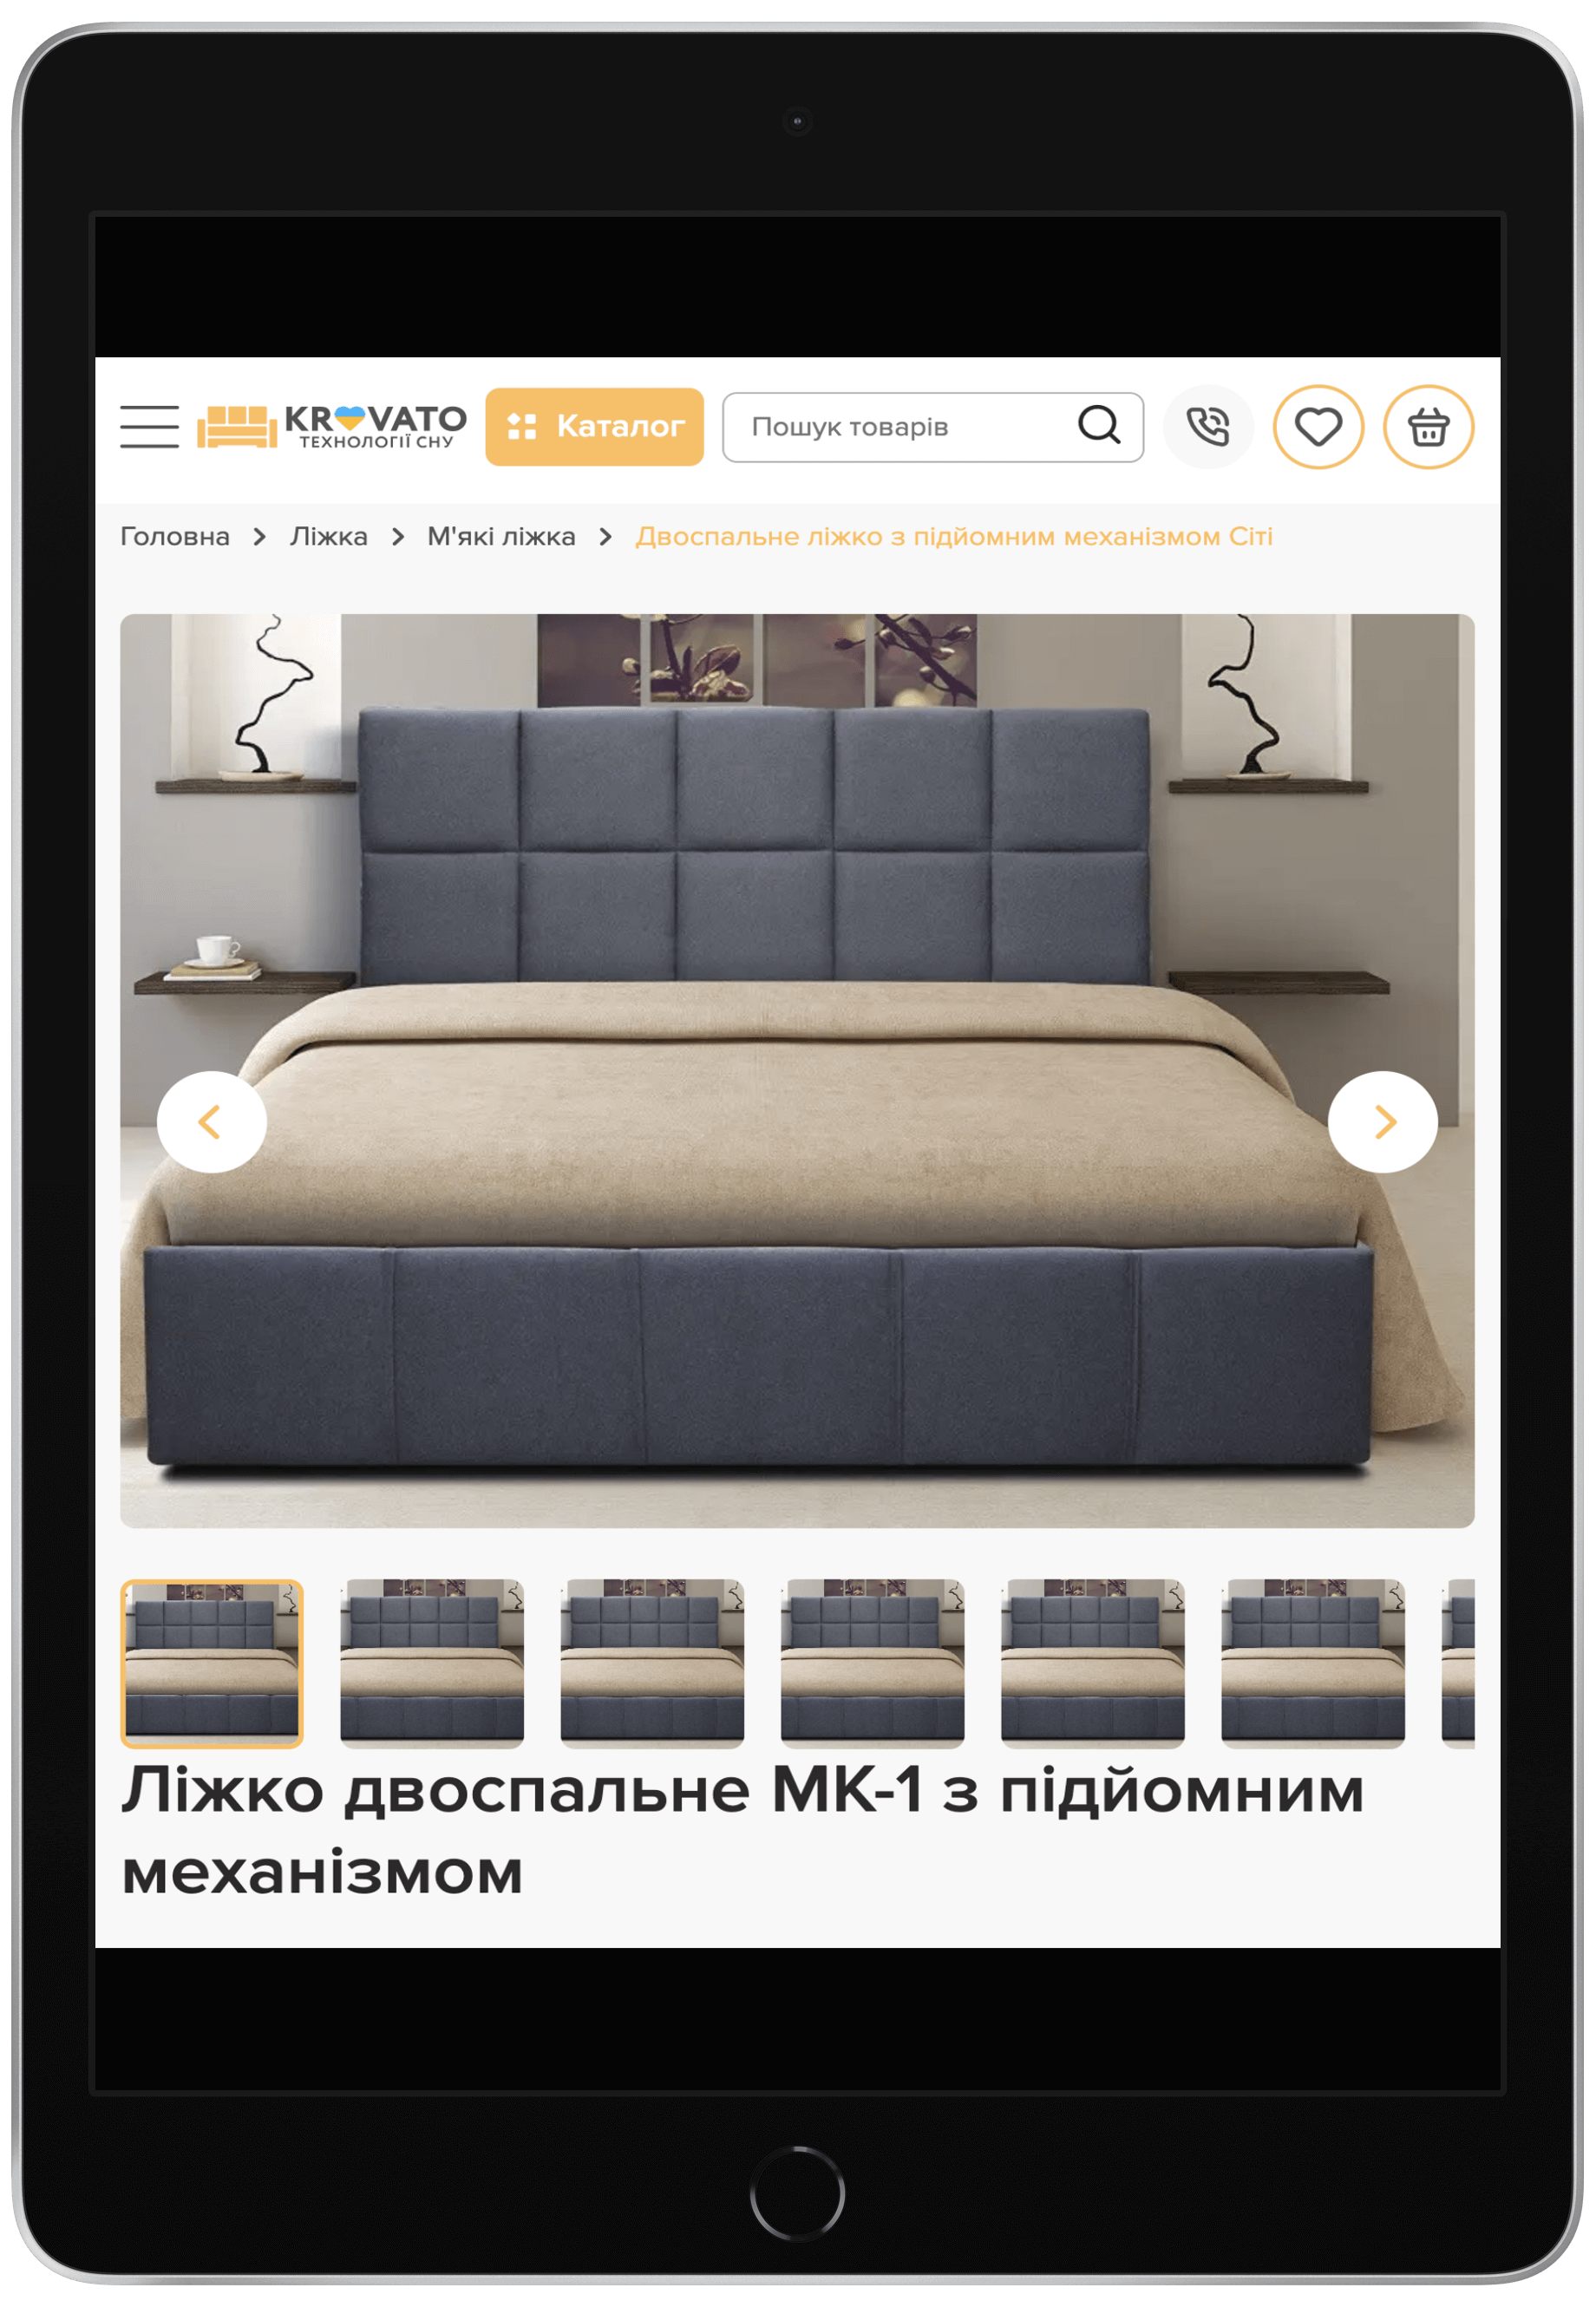 KROVATO
ТЕХНОЛОГІЇ СНУ
Каталог
Пошук товарів
Головна > Ліжка > М'які ліжка > Двоспальне ліжко з підйомним механізмом Сіті
Ліжко двоспальне МК-1 з підйомним
механізмом